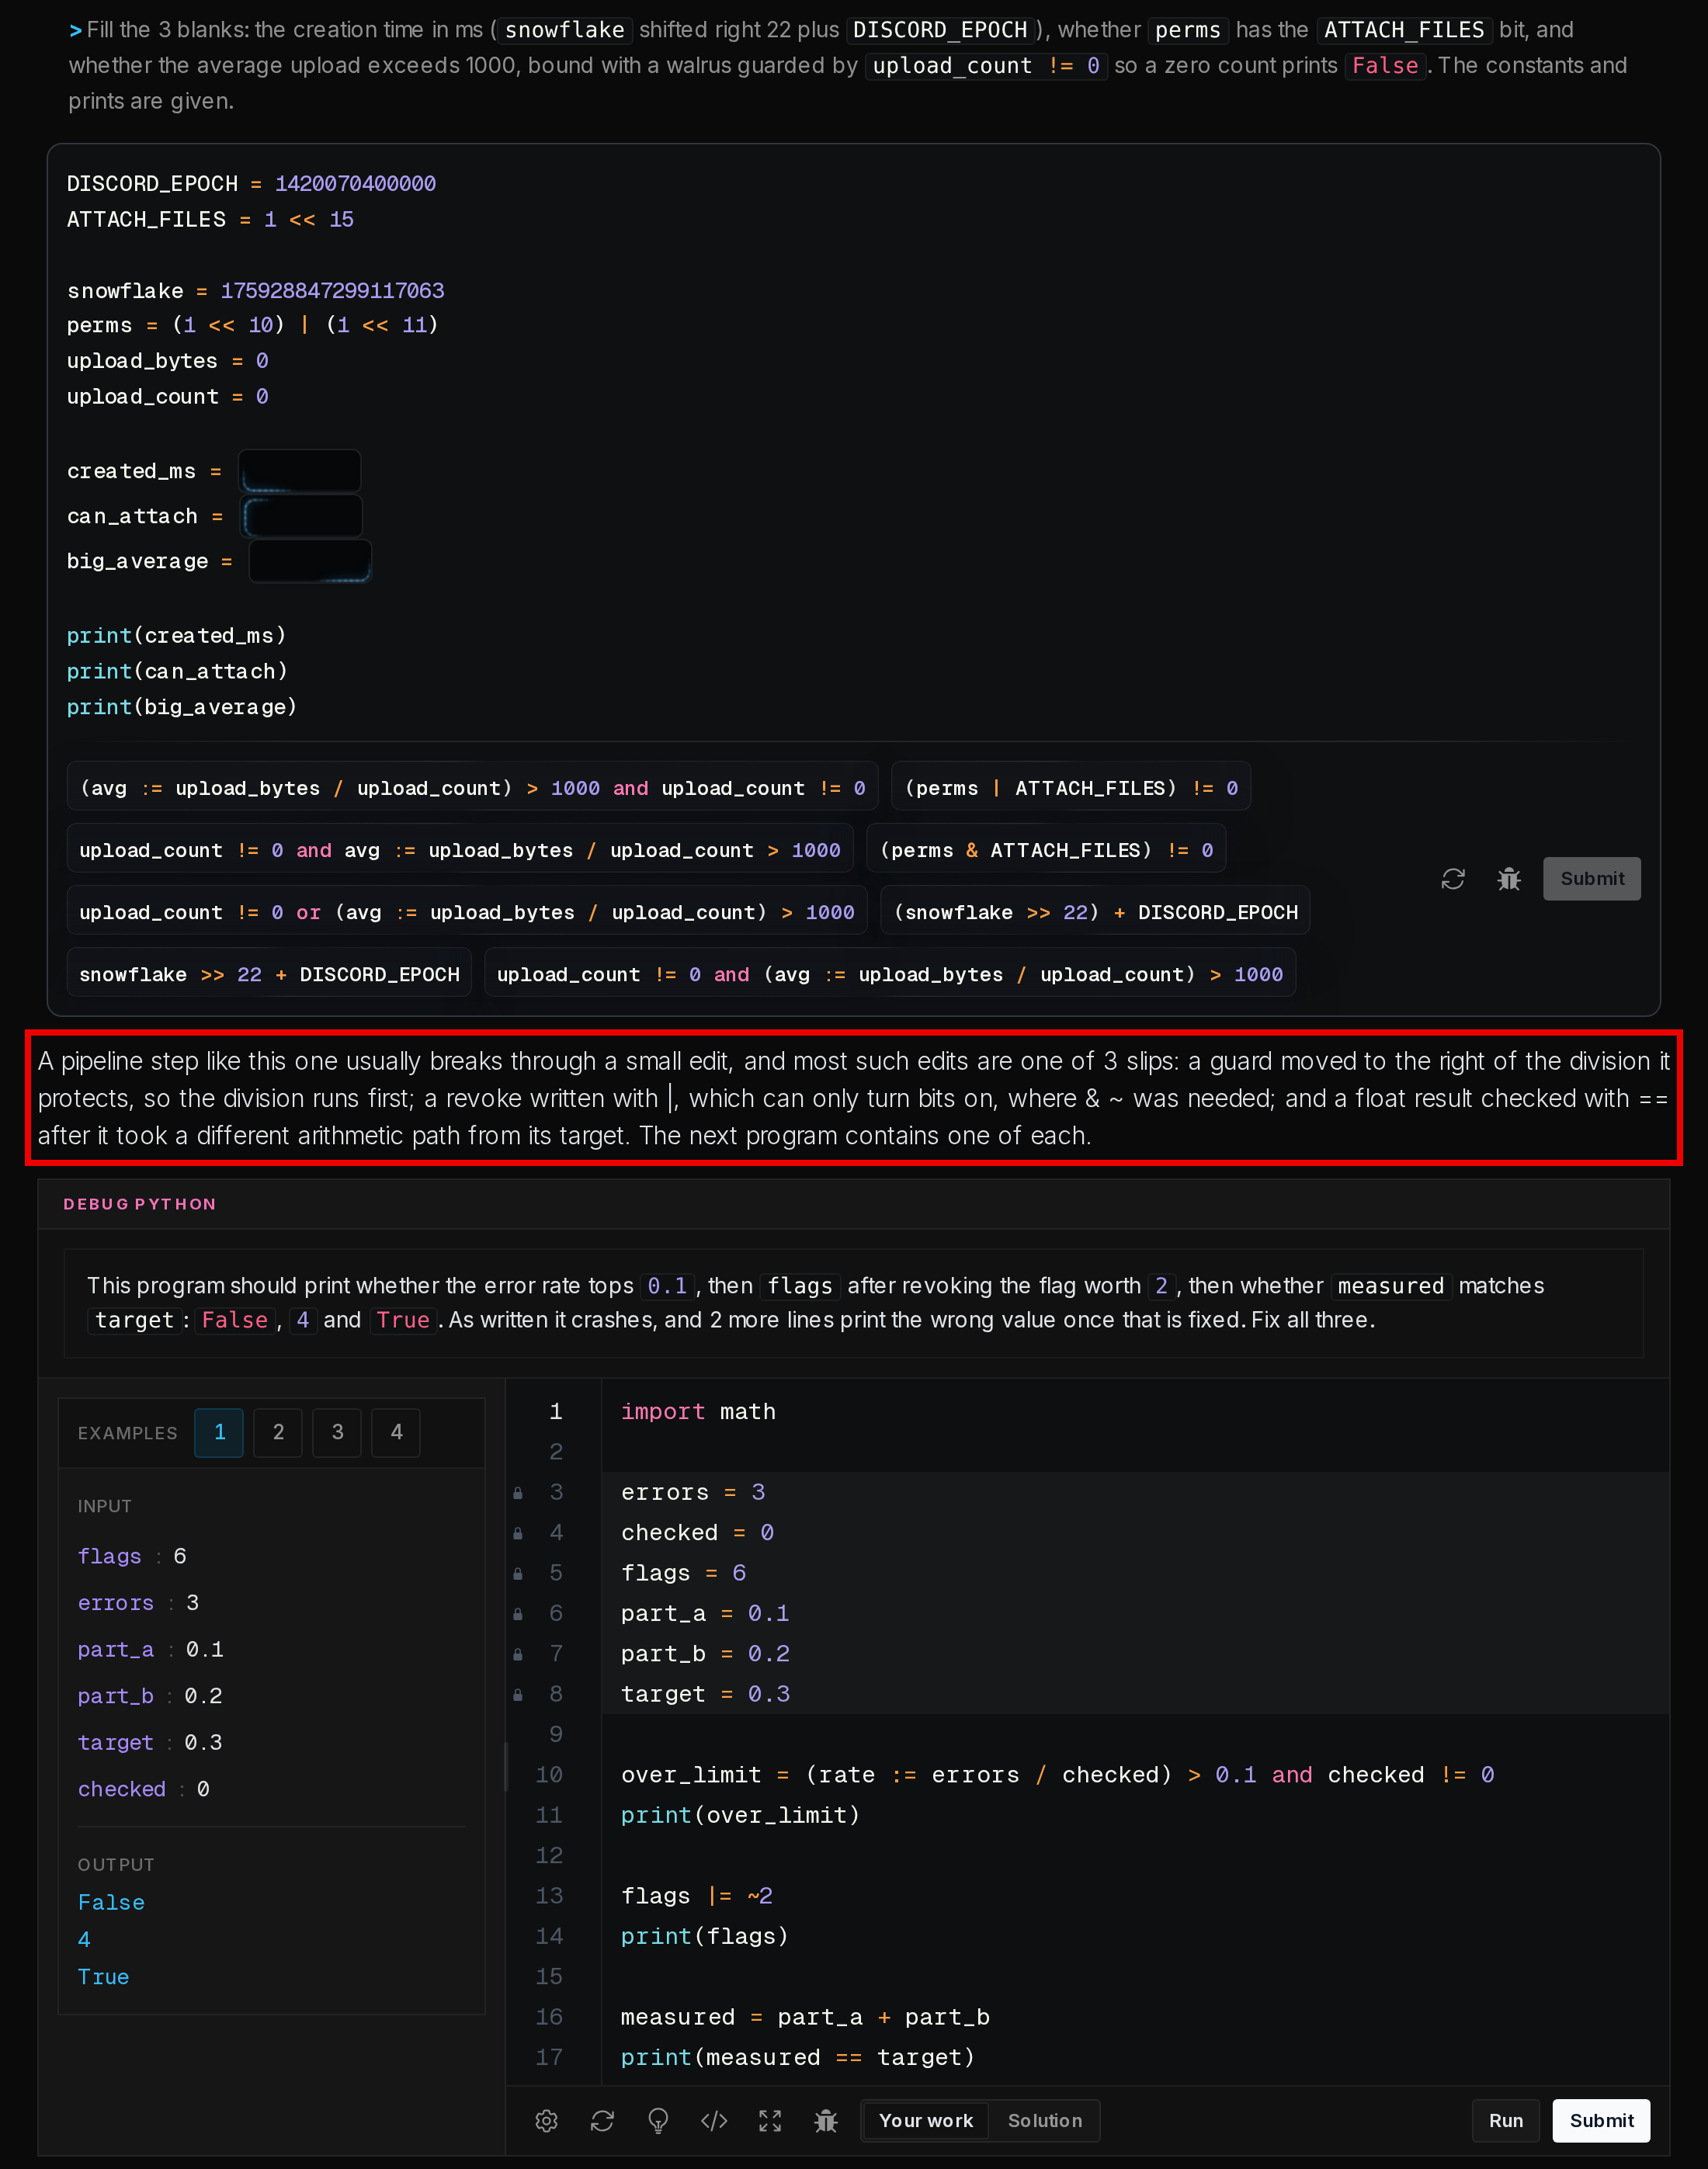 > Fill the 3 blanks: the creation time in ms ( snowflake shifted right 22 plus DISCORD_EPOCH ), whether perms has the ATTACH_FILES bit, and
whether the average upload exceeds 1000, bound with a walrus guarded by upload_count != 0 so a zero count prints False . The constants and
prints are given.
DISCORD_EPOCH = 1420070400000
ATTACH_FILES = 1 << 15
snowflake = 175928847299117063
perms = (1 << 10) | (1 << 11)
upload_bytes = 0
upload_count = 0
created_ms =
can_attach =
big_average =
print(created_ms)
print(can_attach)
print(big_average)
(avg := upload_bytes / upload_count) > 1000 and upload_count != 0 (perms | ATTACH_FILES) != 0
upload_count != 0 and avg := upload_bytes / upload_count > 1000 (perms & ATTACH_FILES) != 0
Submit
upload_count != 0 or (avg := upload_bytes / upload_count) > 1000 (snowflake >> 22) + DISCORD_EPOCH
snowflake >> 22 + DISCORD_EPOCH upload_count != 0 and (avg := upload_bytes / upload_count) > 1000
A pipeline step like this one usually breaks through a small edit, and most such edits are one of 3 slips: a guard moved to the right of the division it
protects, so the division runs first; a revoke written with |, which can only turn bits on, where & ~ was needed; and a float result checked with ==
after it took a different arithmetic path from its target. The next program contains one of each.
DEBUG PYTHON
This program should print whether the error rate tops 0.1 , then flags after revoking the flag worth 2 , then whether measured matches
target : False , 4 and True . As written it crashes, and 2 more lines print the wrong value once that is fixed. Fix all three.
EXAMPLES 1 2 3 4
INPUT
flags : 6
errors : 3
part_a : 0.1
part_b : 0.2
target : 0.3
checked : 0
OUTPUT
False
4
True
1 import math
2
3 errors = 3
4 checked = 0
5 flags = 6
6 part_a = 0.1
7 part_b = 0.2
8 target = 0.3
9
10 over_limit = (rate := errors / checked) > 0.1 and checked != 0
11 print(over_limit)
12
13 flags |= ~2
14 print(flags)
15
16 measured = part_a + part_b
17 print(measured == target)
Your work Solution Run Submit